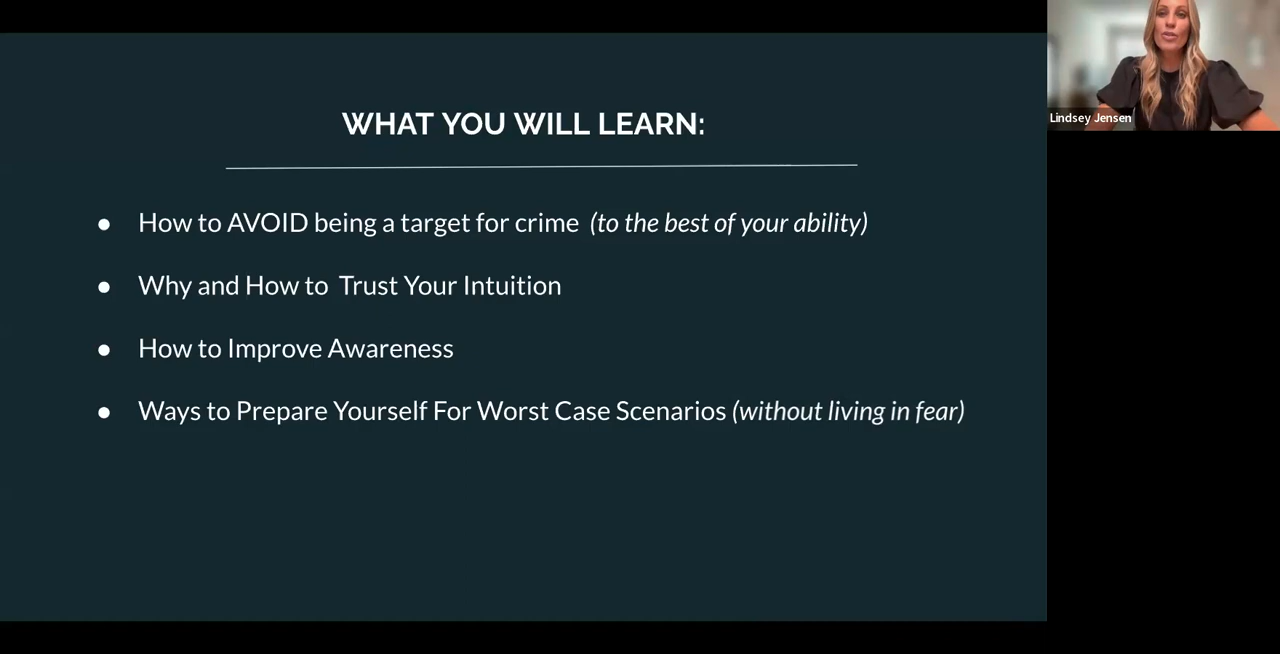 WHAT YOU WILL LEARN:
● How to AVOID being a target for crime (to the best of your ability)
● Why and How to Trust Your Intuition
● How to Improve Awareness
● Ways to Prepare Yourself For Worst Case Scenarios (without living in fear)
Lindsey Jensen